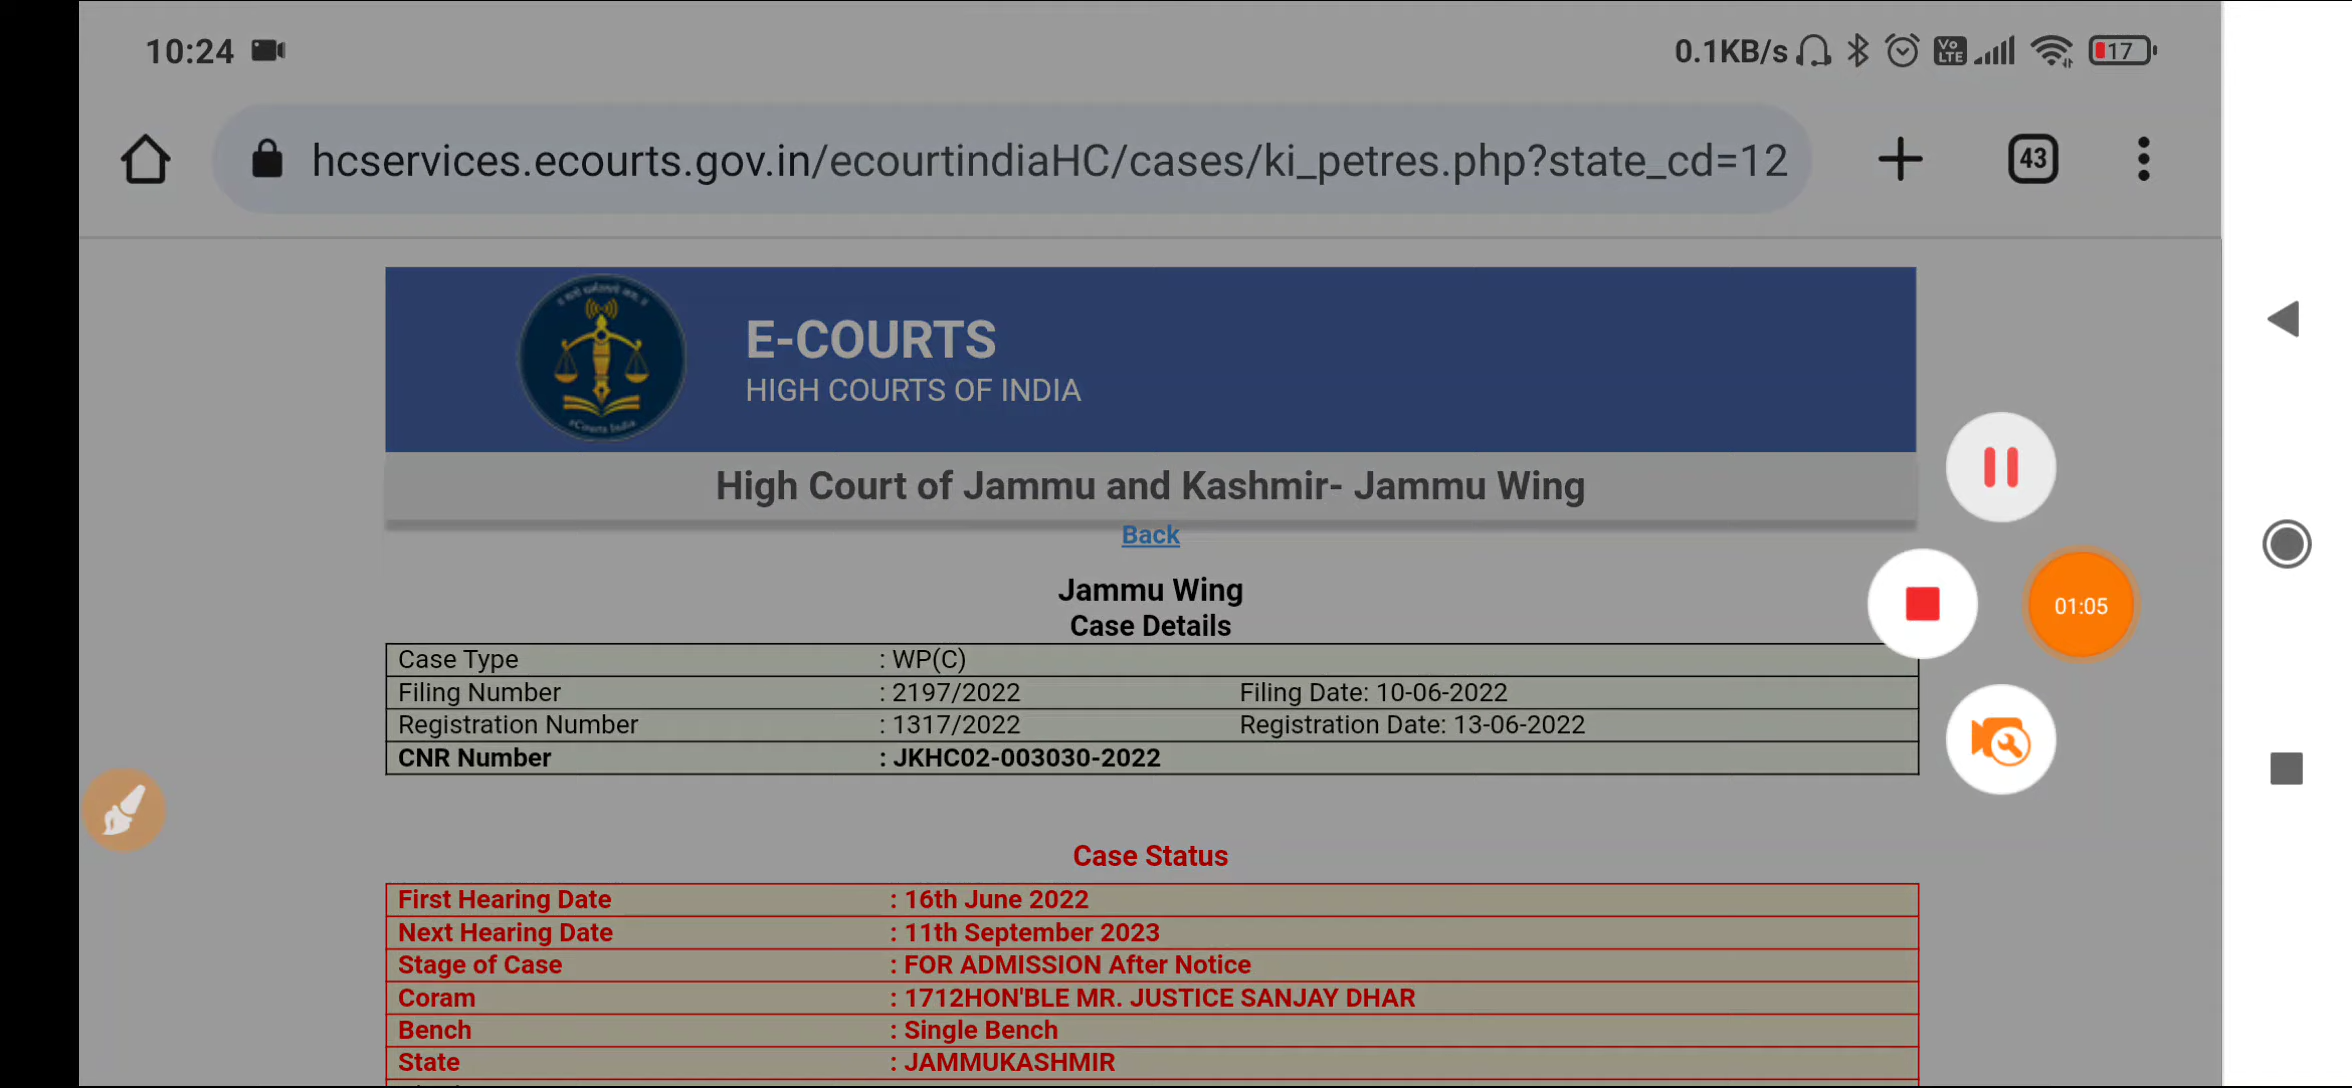 10:24
0.1KB/s Vo LTE 17
hcservices.ecourts.gov.in/ecourtindiaHC/cases/ki_petres.php?state_cd=12
43
E-COURTS
HIGH COURTS OF INDIA
eCourts India
High Court of Jammu and Kashmir- Jammu Wing
Back
Jammu Wing
Case Details
Case Type : WP(C)
Filing Number : 2197/2022 Filing Date: 10-06-2022
Registration Number : 1317/2022 Registration Date: 13-06-2022
CNR Number : JKHC02-003030-2022
01:05
Case Status
First Hearing Date : 16th June 2022
Next Hearing Date : 11th September 2023
Stage of Case : FOR ADMISSION After Notice
Coram : 1712HON'BLE MR. JUSTICE SANJAY DHAR
Bench : Single Bench
State : JAMMUKASHMIR